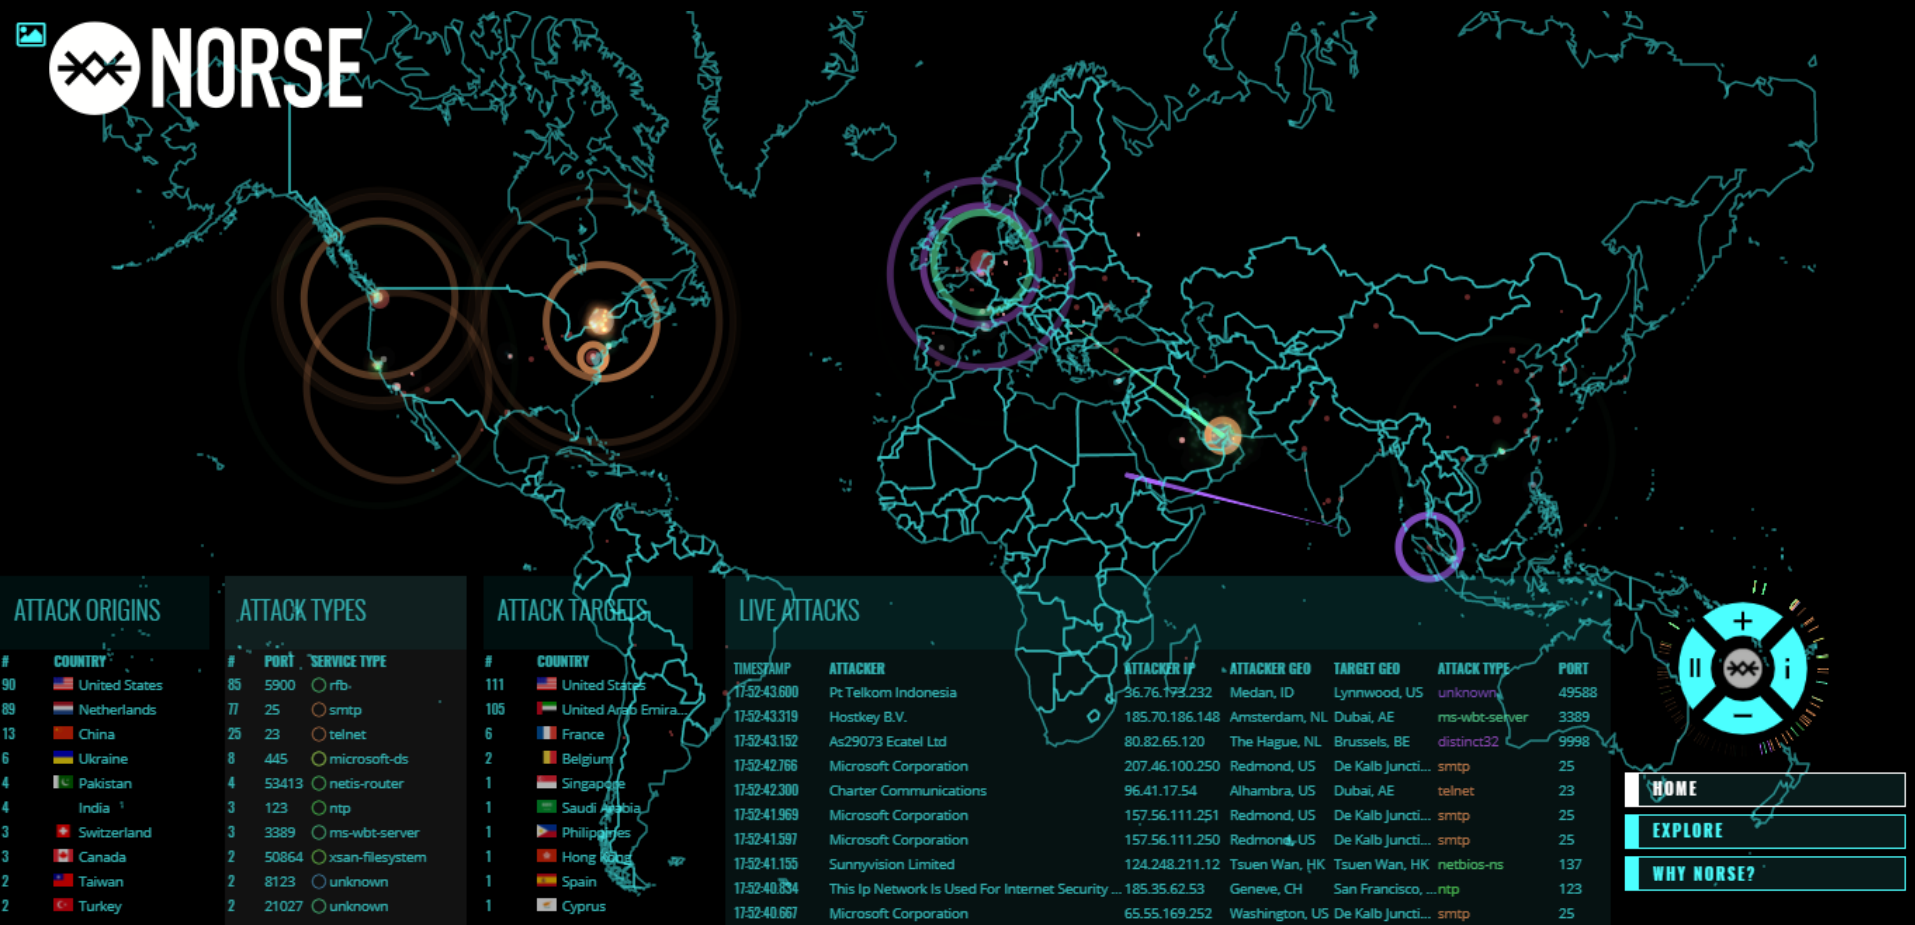 NORSE
ATTACK ORIGINS
# COUNTRY
90 United States
89 Netherlands
13 China
6 Ukraine
4 Pakistan
4 India
3 Switzerland
3 Canada
2 Taiwan
2 Turkey
ATTACK TYPES
# PORT SERVICE TYPE
85 5900 rfb
77 25 smtp
25 23 telnet
8 445 microsoft-ds
4 53413 netis-router
3 123 ntp
3 3389 ms-wbt-server
2 50864 xsan-filesystem
2 8123 unknown
2 21027 unknown
ATTACK TARGETS
# COUNTRY
111 United States
105 United Arab Emira...
6 France
2 Belgium
1 Singapore
1 Saudi Arabia
1 Philippines
1 Hong Kong
1 Spain
1 Cyprus
LIVE ATTACKS
TIMESTAMP ATTACKER ATTACKER IP ATTACKER GEO TARGET GEO ATTACK TYPE PORT
17:52:43.600 Pt Telkom Indonesia 36.76.173.232 Medan, ID Lynnwood, US unknown 49588
17:52:43.319 Hostkey B.V. 185.70.186.148 Amsterdam, NL Dubai, AE ms-wbt-server 3389
17:52:43.152 As29073 Ecatel Ltd 80.82.65.120 The Hague, NL Brussels, BE distinct32 9998
17:52:42.766 Microsoft Corporation 207.46.100.250 Redmond, US De Kalb Juncti... smtp 25
17:52:42.300 Charter Communications 96.41.17.54 Alhambra, US Dubai, AE telnet 23
17:52:41.969 Microsoft Corporation 157.56.111.251 Redmond, US De Kalb Juncti... smtp 25
17:52:41.597 Microsoft Corporation 157.56.111.250 Redmond, US De Kalb Juncti... smtp 25
17:52:41.155 Sunnyvision Limited 124.248.211.12 Tsuen Wan, HK Tsuen Wan, HK netbios-ns 137
17:52:40.834 This Ip Network Is Used For Internet Security ... 185.35.62.53 Geneve, CH San Francisco, ... ntp 123
17:52:40.667 Microsoft Corporation 65.55.169.252 Washington, US De Kalb Juncti... smtp 25
HOME
EXPLORE
WHY NORSE?